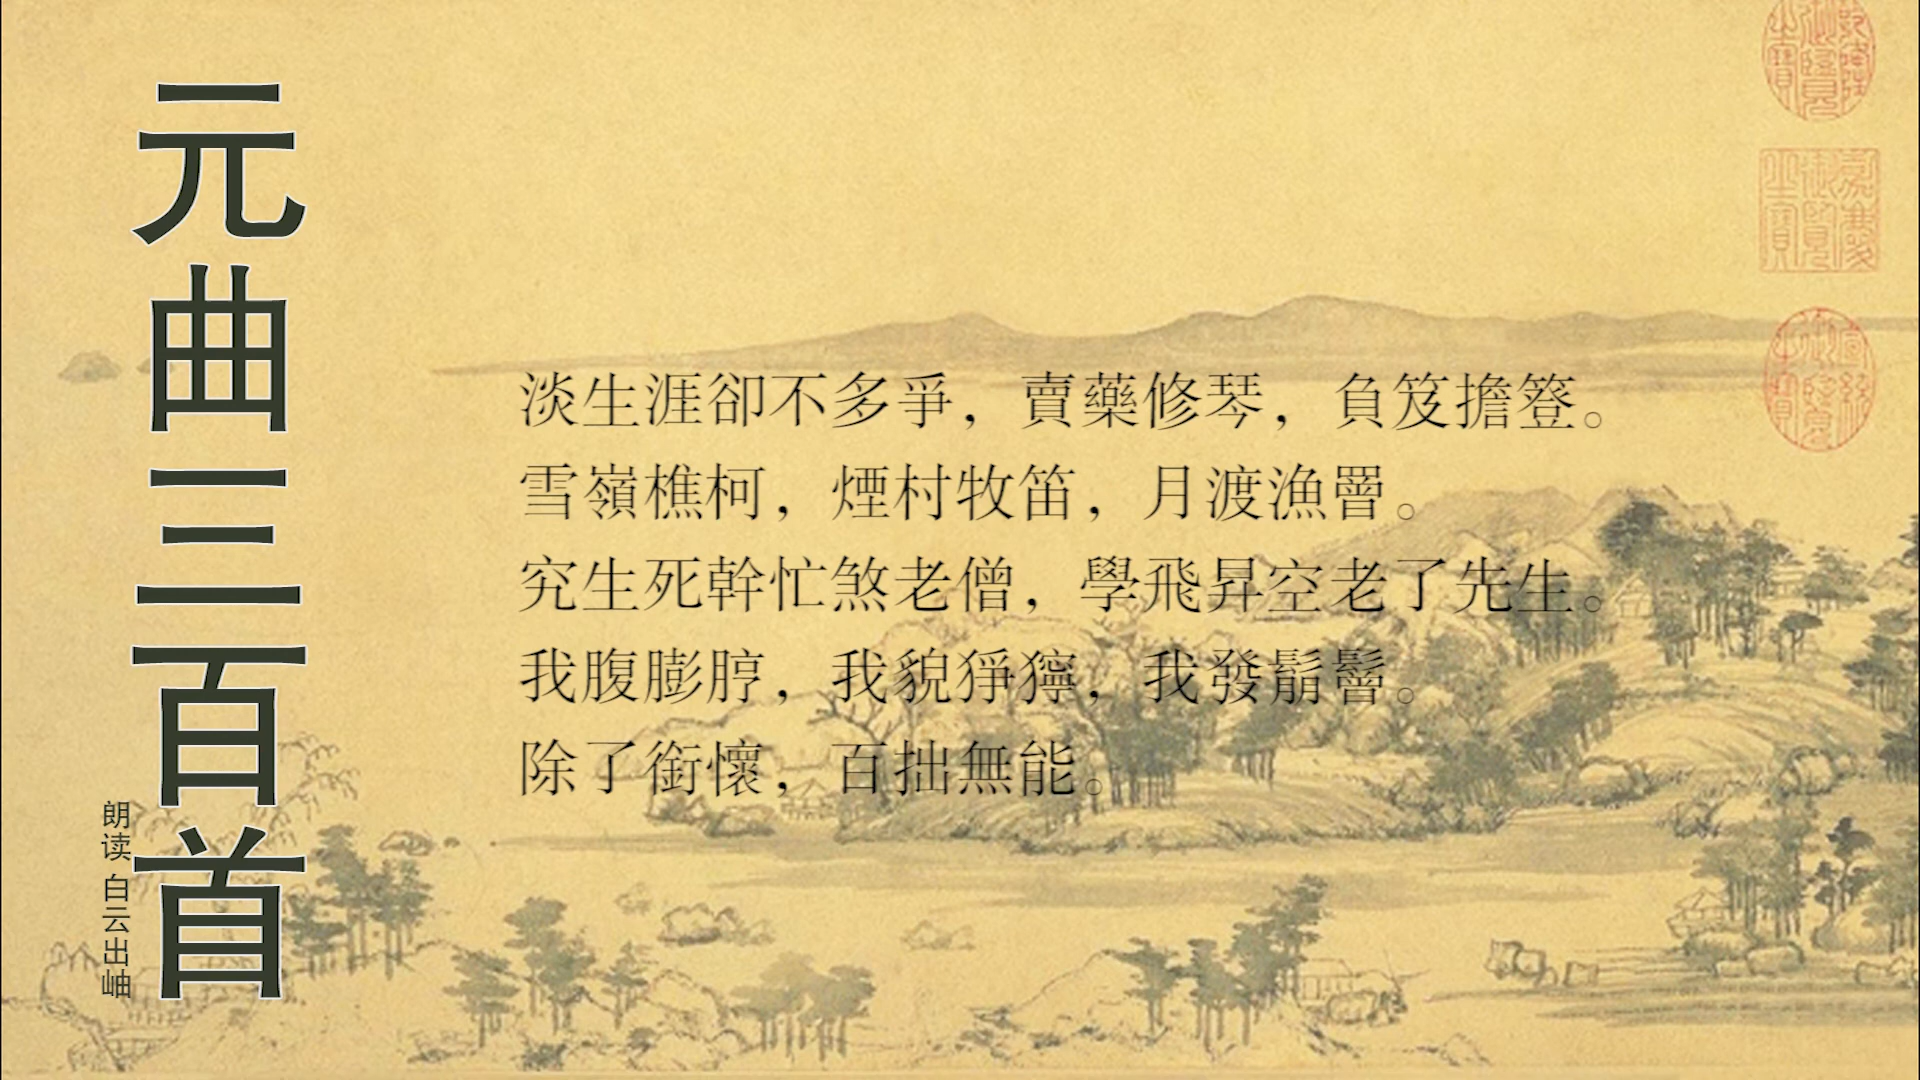 元曲三百首
朗读 白云出岫
淡生涯卻不多爭，賣藥修琴，負笈擔簦。
雪嶺樵柯，煙村牧笛，月渡漁罾。
究生死幹忙煞老僧，學飛昇空老了先生。
我腹膨脝，我貌猙獰，我發鬅鬙。
除了銜懷，百拙無能。